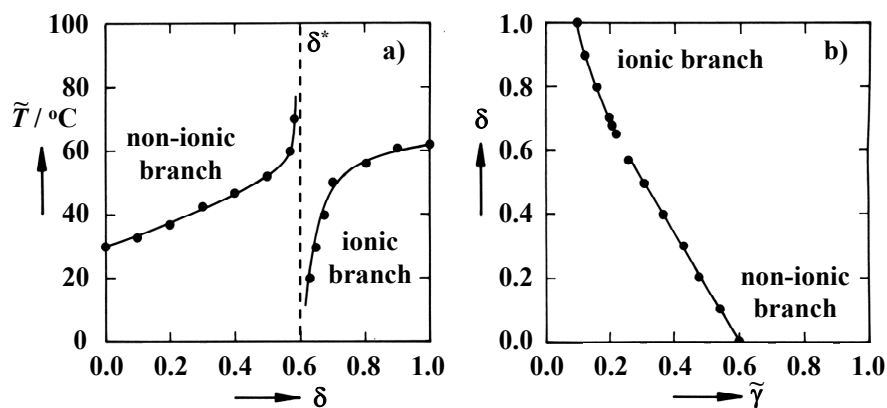 100
80
60
40
20
0
T̃ / °C
non-ionic
branch
δ*
a)
ionic
branch
0.0 0.2 0.4 0.6 0.8 1.0
δ
1.0
0.8
0.6
0.4
0.2
0.0
δ
ionic branch
b)
non-ionic
branch
0.0 0.2 0.4 0.6 0.8 1.0
γ̃